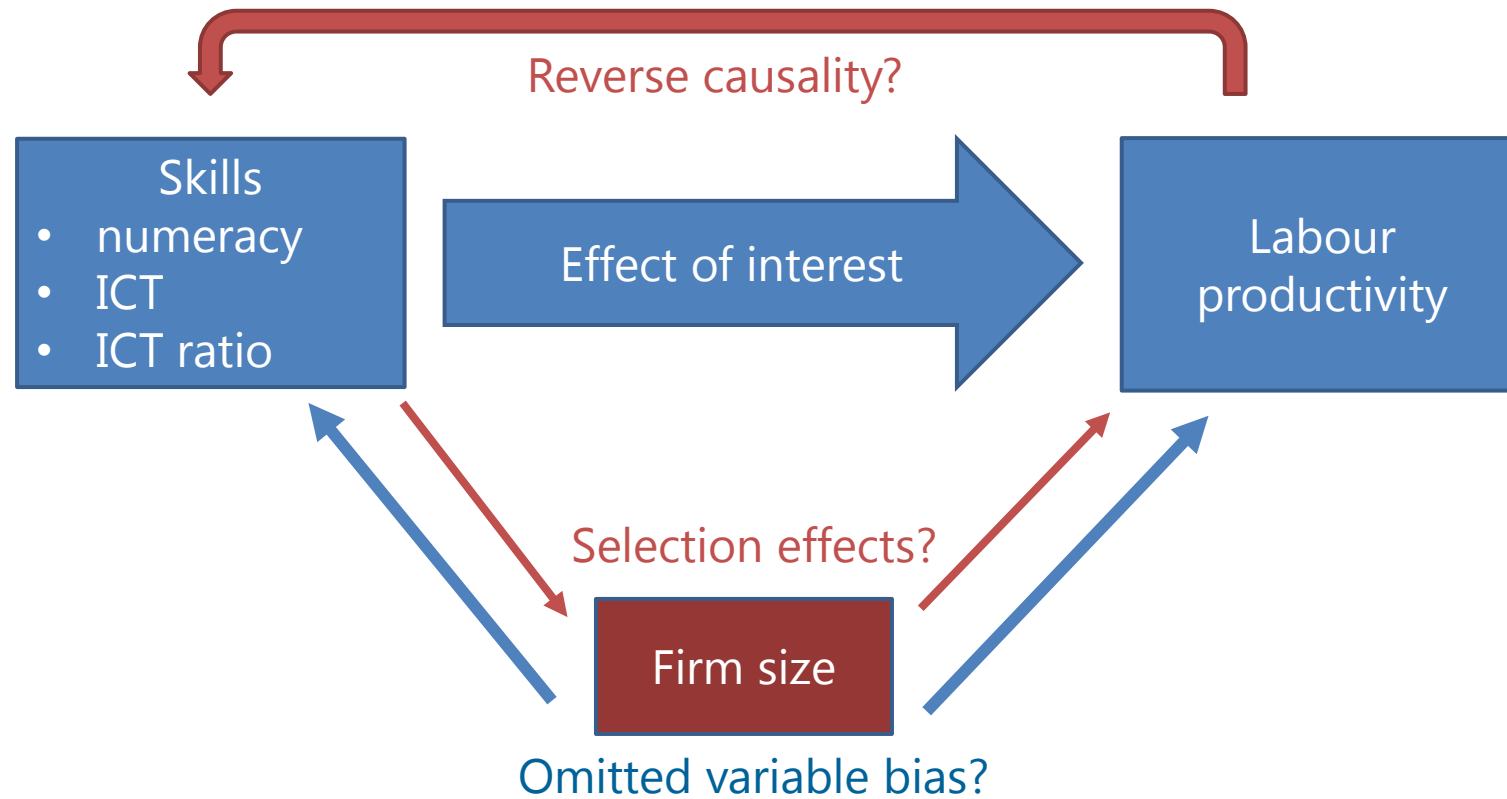 Reverse causality?
Skills
• numeracy
• ICT
• ICT ratio
Effect of interest
Labour
productivity
Selection effects?
Firm size
Omitted variable bias?